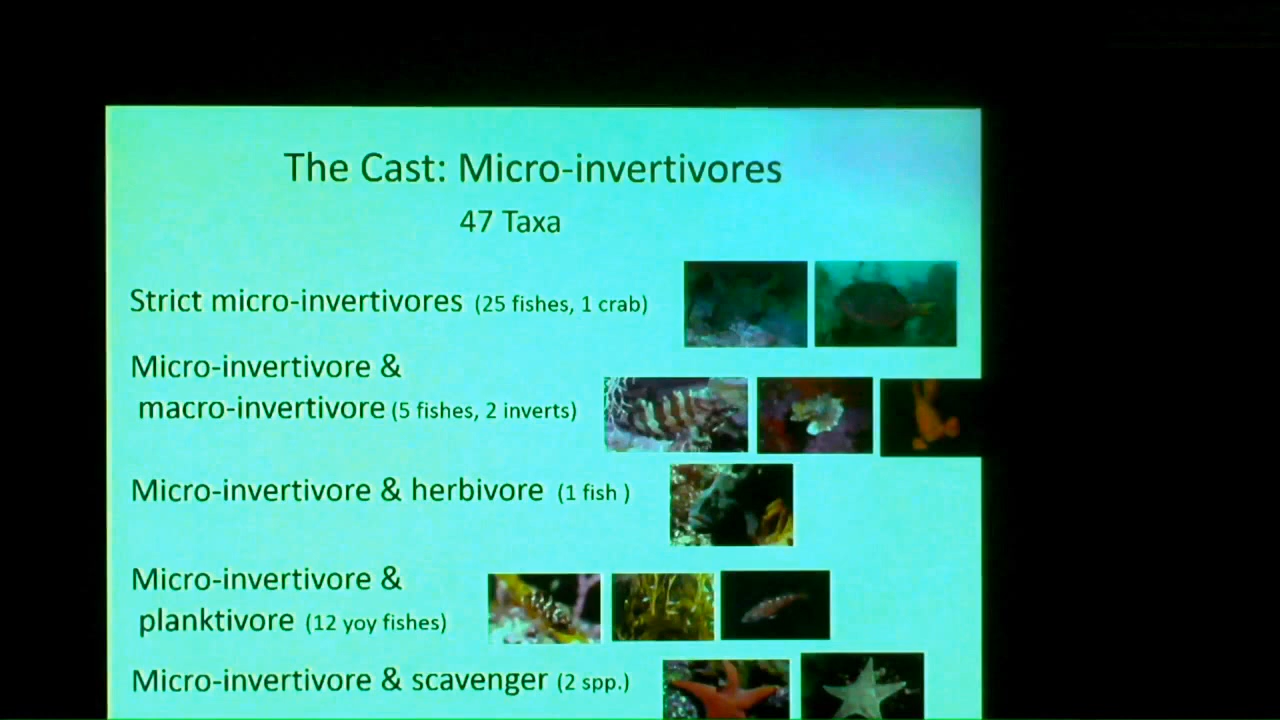 The Cast: Micro-invertivores
47 Taxa
Strict micro-invertivores (25 fishes, 1 crab)
Micro-invertivore &
macro-invertivore (5 fishes, 2 inverts)
Micro-invertivore & herbivore (1 fish )
Micro-invertivore &
planktivore (12 yoy fishes)
Micro-invertivore & scavenger (2 spp.)